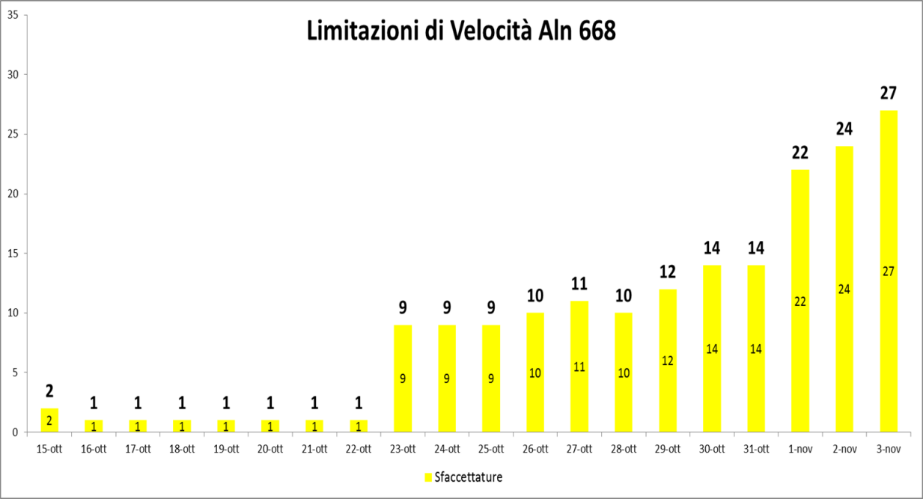 Limitazioni di Velocità Aln 668
35
30
25
20
15
10
5
0
2 1 1 1 1 1 1 1 9 9 9 10 11 10 12 14 14 22 24 27
2 1 1 1 1 1 1 1 9 9 9 10 11 10 12 14 14 22 24 27
15-ott 16-ott 17-ott 18-ott 19-ott 20-ott 21-ott 22-ott 23-ott 24-ott 25-ott 26-ott 27-ott 28-ott 29-ott 30-ott 31-ott 1-nov 2-nov 3-nov
Sfaccettature